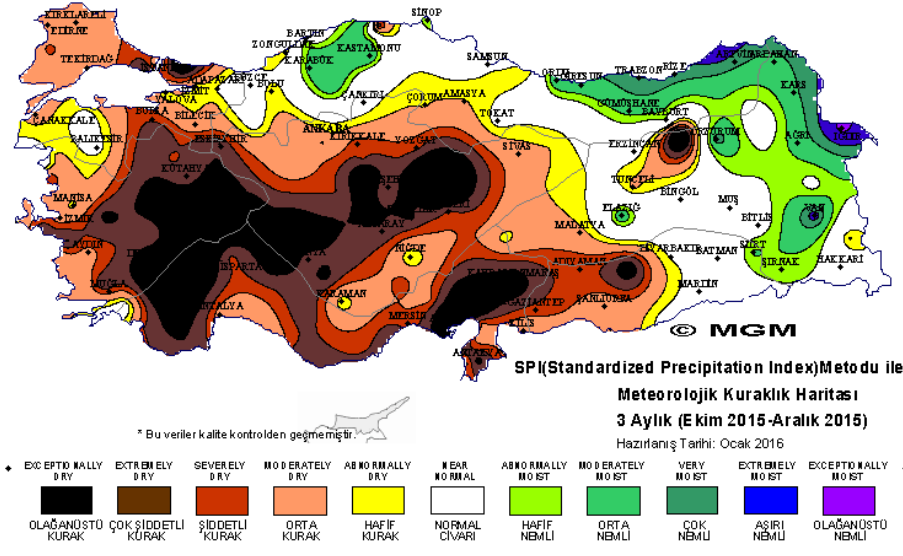 SİNOP
KIRKLARELİ
EDİRNE
BARTIN
ZONGULDAK
KASTAMONU
TEKİRDAĞ
KARABÜK
SAMSUN
ARDAHAN
RİZE
TRABZON
ORDU
GİRESUN
KARS
YALOVA
BOLU
ÇANKIRI
ÇORUM
AMASYA
GÜMÜŞHANE
BAYBURT
ÇANAKKALE
BURSA
BİLECİK
TOKAT
ANKARA
BALIKESİR
ESKİŞEHİR
KIRIKKALE
YOZGAT
SİVAS
ERZİNCAN
ERZURUM
AĞRI
KÜTAHYA
TUNCELİ
BİNGÖL
MUŞ
MANİSA
İZMİR
ELAZIĞ
VAN
BİTLİS
AKSARAY
MALATYA
AYDIN
NİĞDE
DİYARBAKIR
BATMAN
SİİRT
ISPARTA
ADIYAMAN
ŞIRNAK
HAKKARİ
MUĞLA
KARAMAN
MARDİN
ANTALYA
GAZİANTEP
ŞANLIURFA
MERSİN
KİLİS
ANTAKYA
© MGM
SPI(Standardized Precipitation Index)Metodu ile
Meteorolojik Kuraklık Haritası
3 Aylık (Ekim 2015-Aralık 2015)
Hazırlanış Tarihi: Ocak 2016
* Bu veriler kalite kontrolden geçmemiştir.
EXCEPTIONALLY DRY
EXTREMELY DRY
SEVERELY DRY
MODERATELY DRY
ABNORMALLY DRY
NEAR NORMAL
ABNORMALLY MOIST
MODERATELY MOIST
VERY MOIST
EXTREMELY MOIST
EXCEPTIONALLY MOIST
OLAĞANÜSTÜ KURAK
ÇOK ŞİDDETLİ KURAK
ŞİDDETLİ KURAK
ORTA KURAK
HAFİF KURAK
NORMAL CİVARI
HAFİF NEMLİ
ORTA NEMLİ
ÇOK NEMLİ
AŞIRI NEMLİ
OLAĞANÜSTÜ NEMLİ